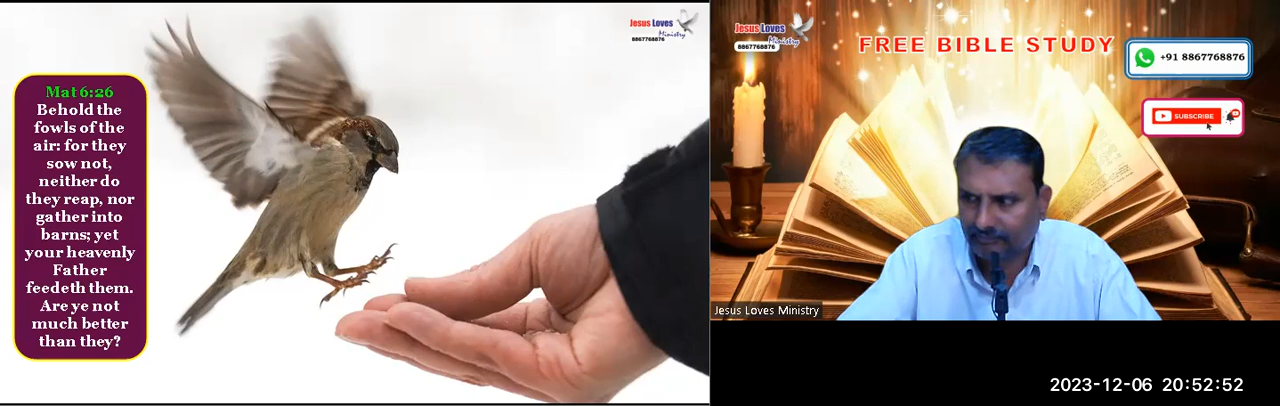 Jesus Loves
Ministry
8867768876
Mat 6:26
Behold the
fowls of the
air: for they
sow not,
neither do
they reap, nor
gather into
barns; yet
your heavenly
Father
feedeth them.
Are ye not
much better
than they?
Jesus Loves
Ministry
8867768876
FREE BIBLE STUDY
+91 8867768876
SUBSCRIBE
Jesus Loves Ministry
2023-12-06 20:52:52